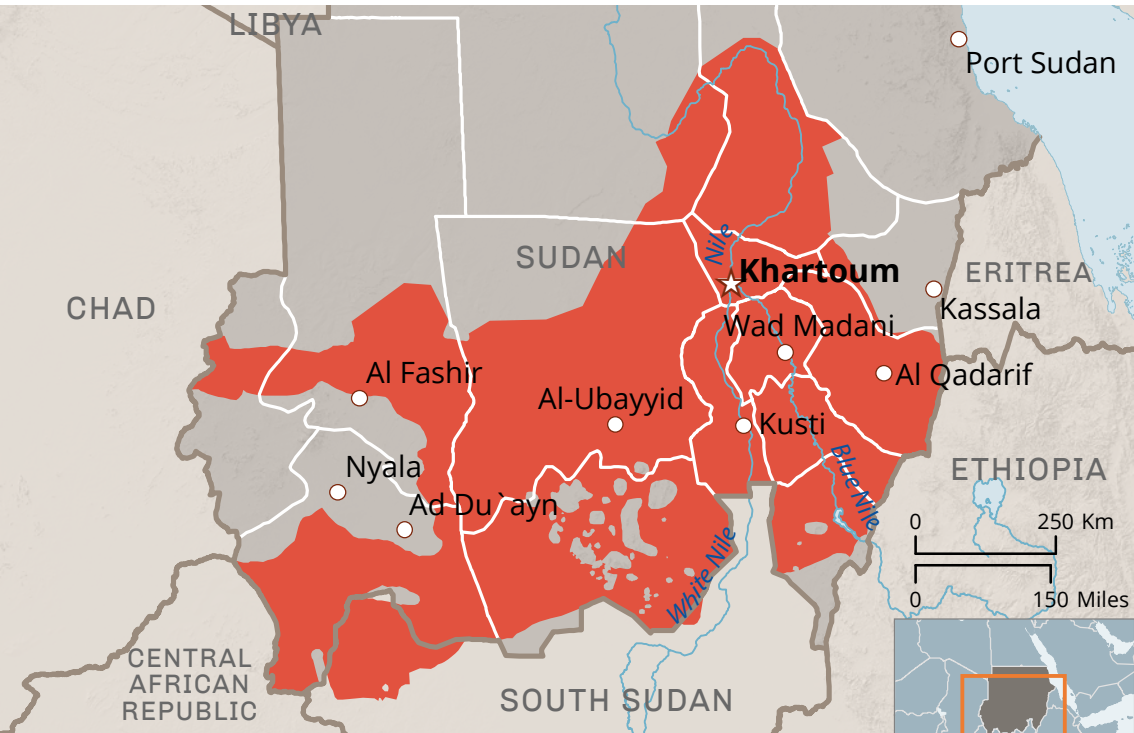 LIBYA
Port Sudan
Nile
SUDAN
Khartoum
ERITREA
CHAD
Kassala
Wad Madani
Al Fashir
Al Qadarif
Al-Ubayyid
Kusti
Nyala
Blue Nile
ETHIOPIA
Ad Du`ayn
0 250 Km
White Nile
0 150 Miles
CENTRAL
AFRICAN
REPUBLIC
SOUTH SUDAN